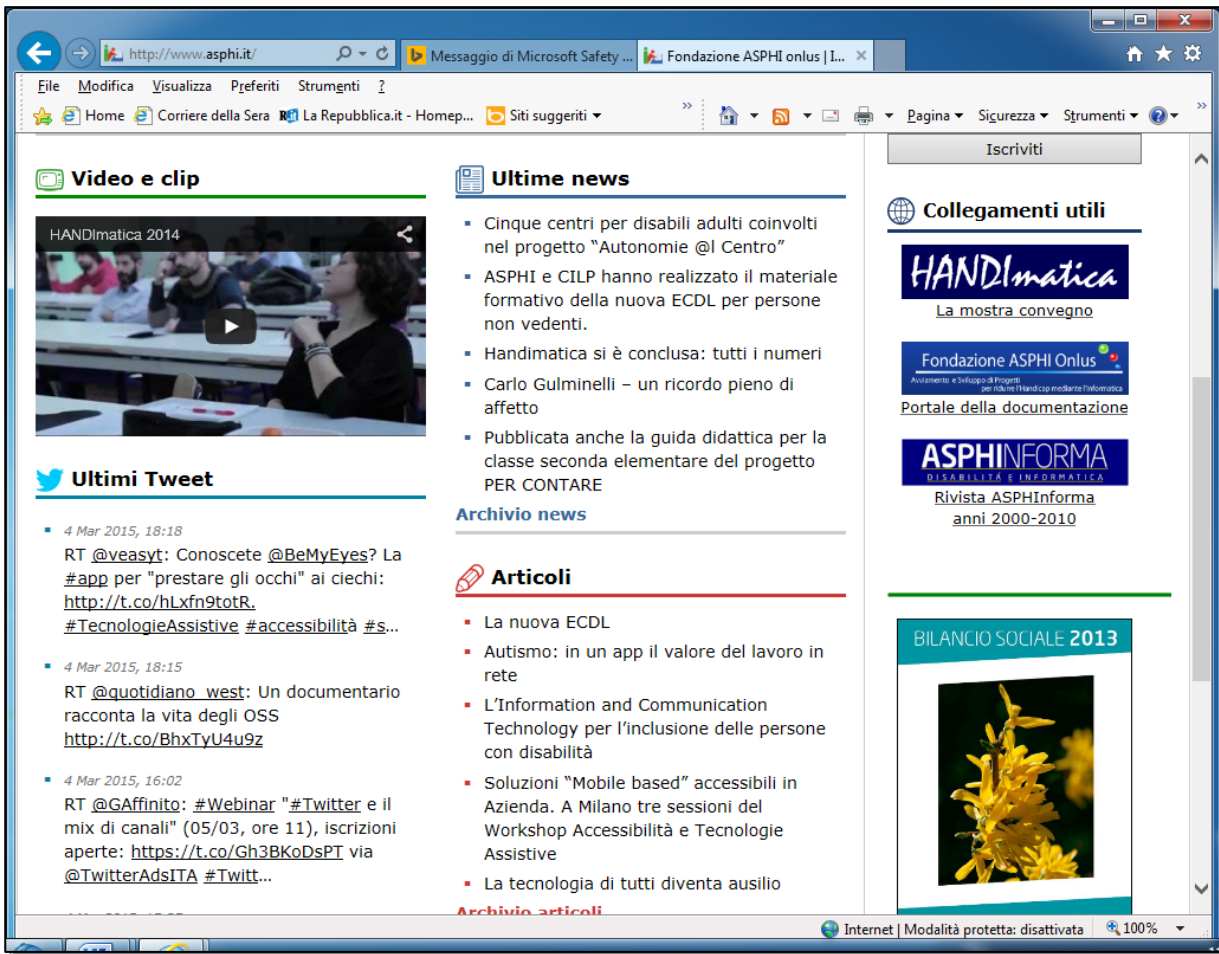 http://www.asphi.it/
Messaggio di Microsoft Safety ...
Fondazione ASPHI onlus | I...
File Modifica Visualizza Preferiti Strumenti ?
Home Corriere della Sera La Repubblica.it - Homep... Siti suggeriti
Pagina Sicurezza Strumenti
Video e clip
HANDImatica 2014
Ultimi Tweet
4 Mar 2015, 18:18
RT @veasyt: Conoscete @BeMyEyes? La
#app per "prestare gli occhi" ai ciechi:
http://t.co/hLxfn9totR.
#TecnologieAssistive #accessibilità #s...
4 Mar 2015, 18:15
RT @quotidiano_west: Un documentario
racconta la vita degli OSS
http://t.co/BhxTyU4u9z
4 Mar 2015, 16:02
RT @GAffinito: #Webinar "#Twitter e il
mix di canali" (05/03, ore 11), iscrizioni
aperte: https://t.co/Gh3BKoDsPT via
@TwitterAdsITA #Twitt...
Ultime news
Cinque centri per disabili adulti coinvolti
nel progetto “Autonomie @l Centro”
ASPHI e CILP hanno realizzato il materiale
formativo della nuova ECDL per persone
non vedenti.
Handimatica si è conclusa: tutti i numeri
Carlo Gulminelli – un ricordo pieno di
affetto
Pubblicata anche la guida didattica per la
classe seconda elementare del progetto
PER CONTARE
Archivio news
Articoli
La nuova ECDL
Autismo: in un app il valore del lavoro in
rete
L’Information and Communication
Technology per l’inclusione delle persone
con disabilità
Soluzioni “Mobile based” accessibili in
Azienda. A Milano tre sessioni del
Workshop Accessibilità e Tecnologie
Assistive
La tecnologia di tutti diventa ausilio
Archivio articoli
Iscriviti
Collegamenti utili
HANDImatica
La mostra convegno
Fondazione ASPHI Onlus
Avviamento e Sviluppo di Progetti
per ridurre l'Handicap mediante l'Informatica
Portale della documentazione
ASPHINFORMA
DISABILITÁ E INFORMATICA
Rivista ASPHInforma
anni 2000-2010
BILANCIO SOCIALE 2013
Internet | Modalità protetta: disattivata
100%